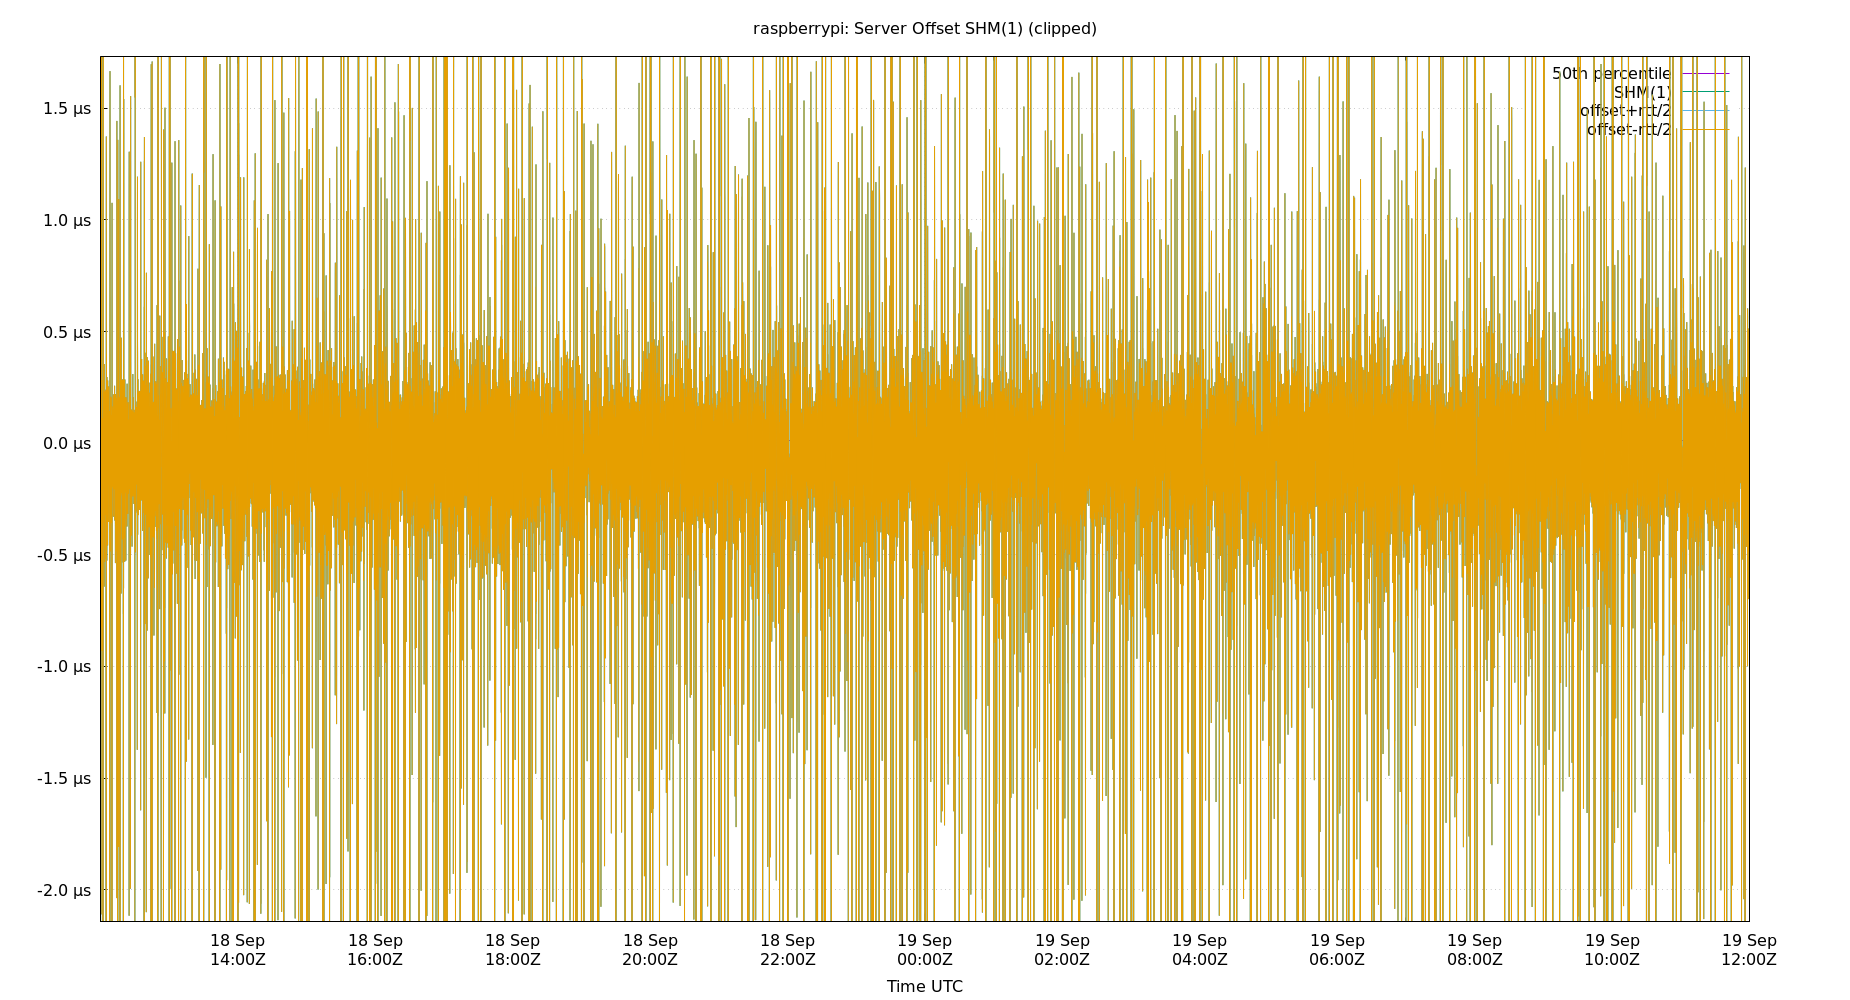 raspberrypi: Server Offset SHM(1) (clipped)
50th percentile
SHM(1)
offset+rtt/2
offset-rtt/2
1.5 µs
1.0 µs
0.5 µs
0.0 µs
-0.5 µs
-1.0 µs
-1.5 µs
-2.0 µs
18 Sep 18 Sep 18 Sep 18 Sep 18 Sep 19 Sep 19 Sep 19 Sep 19 Sep 19 Sep 19 Sep 19 Sep
14:00Z 16:00Z 18:00Z 20:00Z 22:00Z 00:00Z 02:00Z 04:00Z 06:00Z 08:00Z 10:00Z 12:00Z
Time UTC